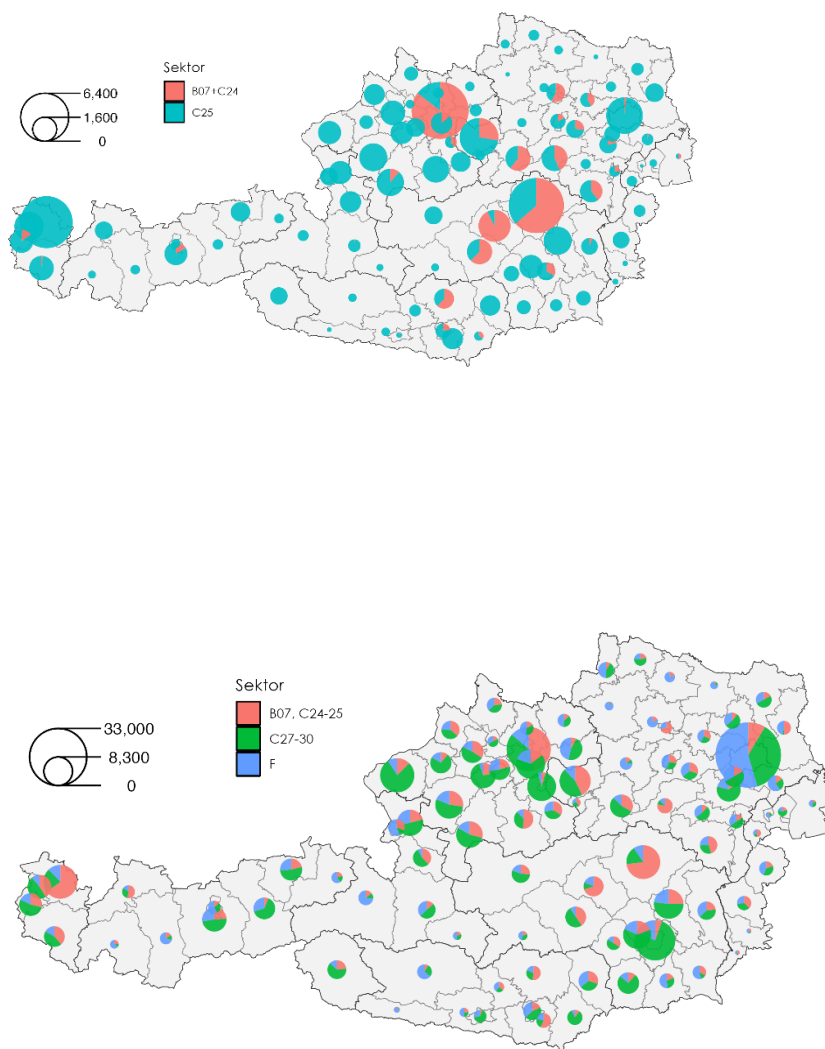 Sektor
6,400
B07+C24
1,600
C25
0
Sektor
33,000
B07, C24-25
8,300
C27-30
0
F